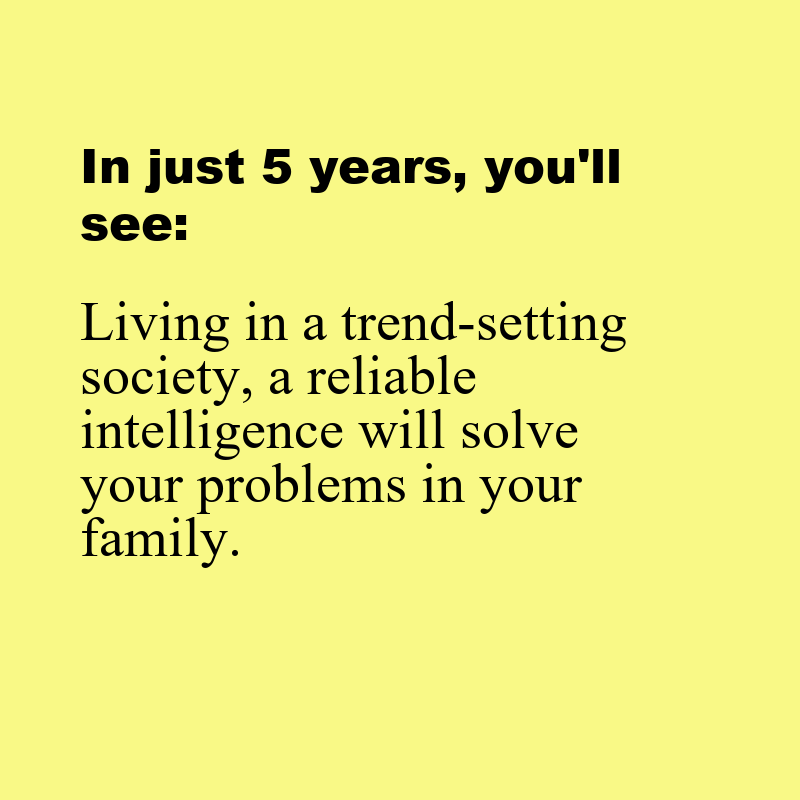 In just 5 years, you'll
see:
Living in a trend-setting
society, a reliable
intelligence will solve
your problems in your
family.